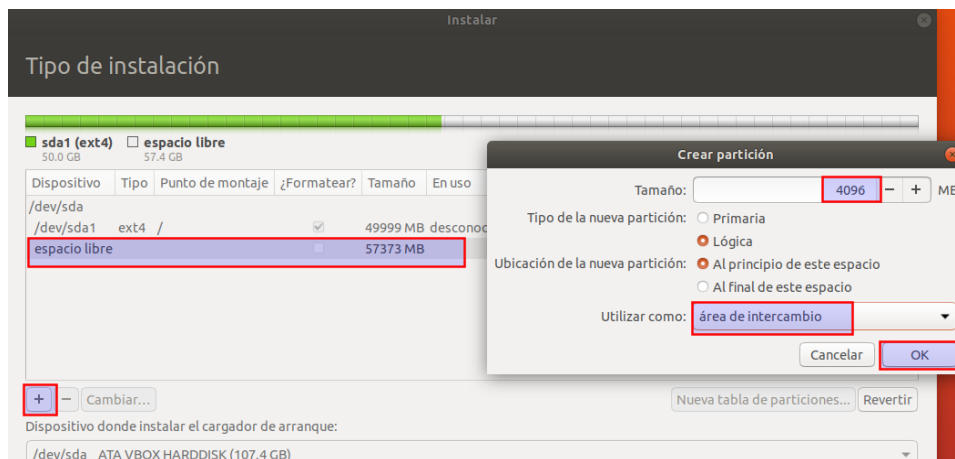 Instalar
Tipo de instalación
sda1 (ext4) espacio libre
50.0 GB 57.4 GB
Dispositivo Tipo Punto de montaje ¿Formatear? Tamaño En uso
/dev/sda
/dev/sda1 ext4 / 49999 MB desconoc
espacio libre 57373 MB
Crear partición
Tamaño: 4096 − + MB
Tipo de la nueva partición: Primaria
Lógica
Ubicación de la nueva partición: Al principio de este espacio
Al final de este espacio
Utilizar como: área de intercambio
Cancelar OK
+ − Cambiar... Nueva tabla de particiones... Revertir
Dispositivo donde instalar el cargador de arranque:
/dev/sda ATA VBOX HARDDISK (107.4 GB)